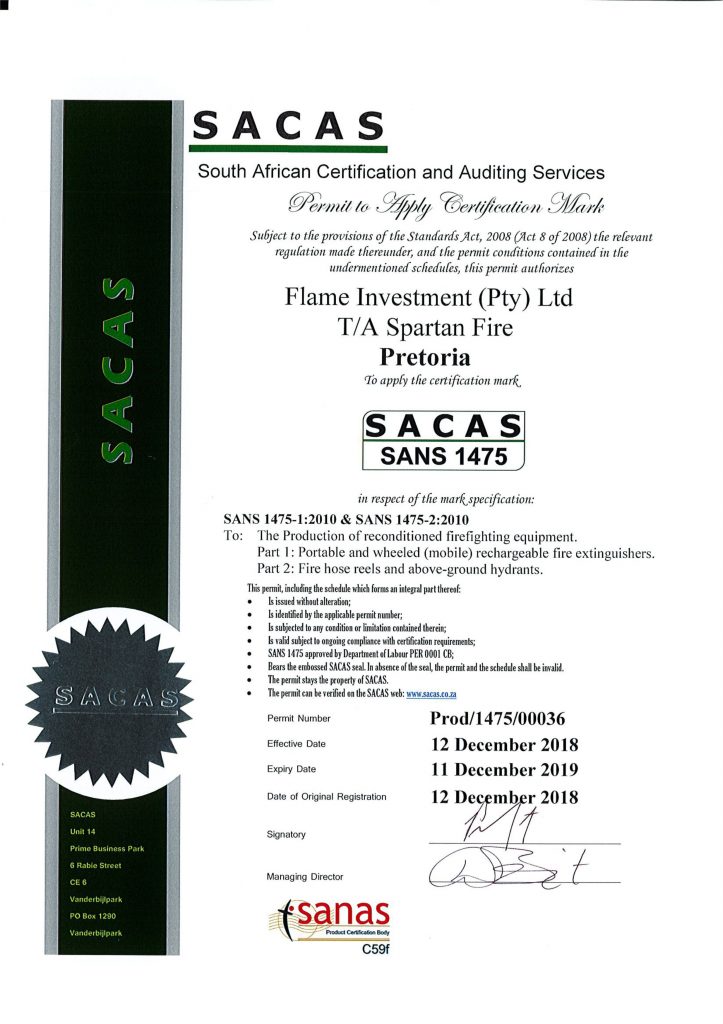 SACAS
South African Certification and Auditing Services
Permit to Apply Certification Mark
Subject to the provisions of the Standards Act, 2008 (Act 8 of 2008) the relevant
regulation made thereunder, and the permit conditions contained in the
undermentioned schedules, this permit authorizes
Flame Investment (Pty) Ltd
T/A Spartan Fire
Pretoria
To apply the certification mark
SACAS
SANS 1475
in respect of the mark specification:
SANS 1475-1:2010 & SANS 1475-2:2010
To: The Production of reconditioned firefighting equipment.
Part 1: Portable and wheeled (mobile) rechargeable fire extinguishers.
Part 2: Fire hose reels and above-ground hydrants.
This permit, including the schedule which forms an integral part thereof:
• Is issued without alteration;
• Is identified by the applicable permit number;
• Is subjected to any condition or limitation contained therein;
• Is valid subject to ongoing compliance with certification requirements;
• SANS 1475 approved by Department of Labour PER 0001 CB;
• Bears the embossed SACAS seal. In absence of the seal, the permit and the schedule shall be invalid.
• The permit stays the property of SACAS.
• The permit can be verified on the SACAS web: www.sacas.co.za
Permit Number Prod/1475/00036
Effective Date 12 December 2018
Expiry Date 11 December 2019
Date of Original Registration 12 December 2018
Signatory
Managing Director
sanas
Product Certification Body
C59f
SACAS
SACAS
SACAS
Unit 14
Prime Business Park
6 Rabie Street
CE 6
Vanderbijlpark
PO Box 1290
Vanderbijlpark